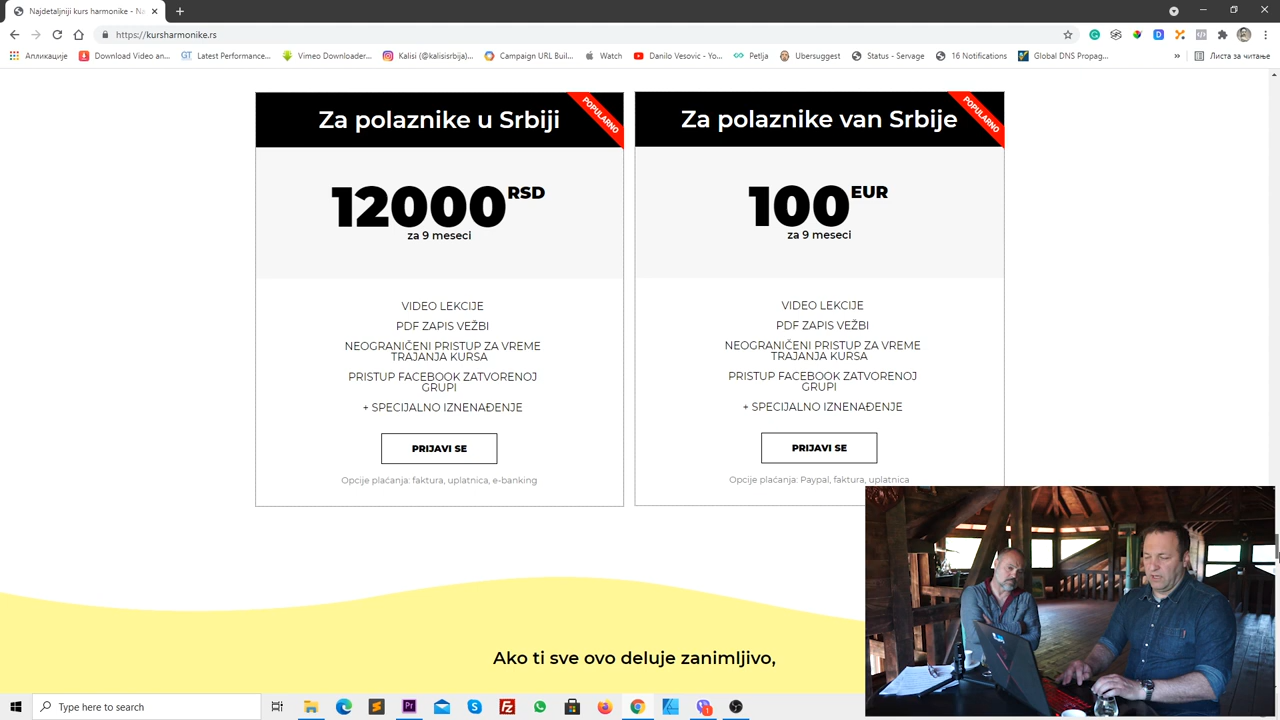 Najdetaljniji kurs harmonike - Na
https://kursharmonike.rs
Апликације
Download Video an...
Latest Performance...
Vimeo Downloader...
Kalisi (@kalisisrbija)...
Campaign URL Buil...
Watch
Danilo Vesovic - Yo...
Petlja
Ubersuggest
Status - Servage
16 Notifications
Global DNS Propag...
»
Листа за читање
Za polaznike u Srbiji
POPULARNO
12000 RSD
za 9 meseci
VIDEO LEKCIJE
PDF ZAPIS VEŽBI
NEOGRANIČENI PRISTUP ZA VREME
TRAJANJA KURSA
PRISTUP FACEBOOK ZATVORENOJ
GRUPI
+ SPECIJALNO IZNENAĐENJE
PRIJAVI SE
Opcije plaćanja: faktura, uplatnica, e-banking
Za polaznike van Srbije
POPULARNO
100 EUR
za 9 meseci
VIDEO LEKCIJE
PDF ZAPIS VEŽBI
NEOGRANIČENI PRISTUP ZA VREME
TRAJANJA KURSA
PRISTUP FACEBOOK ZATVORENOJ
GRUPI
+ SPECIJALNO IZNENAĐENJE
PRIJAVI SE
Opcije plaćanja: Paypal, faktura, uplatnica
Ako ti sve ovo deluje zanimljivo,
Type here to search